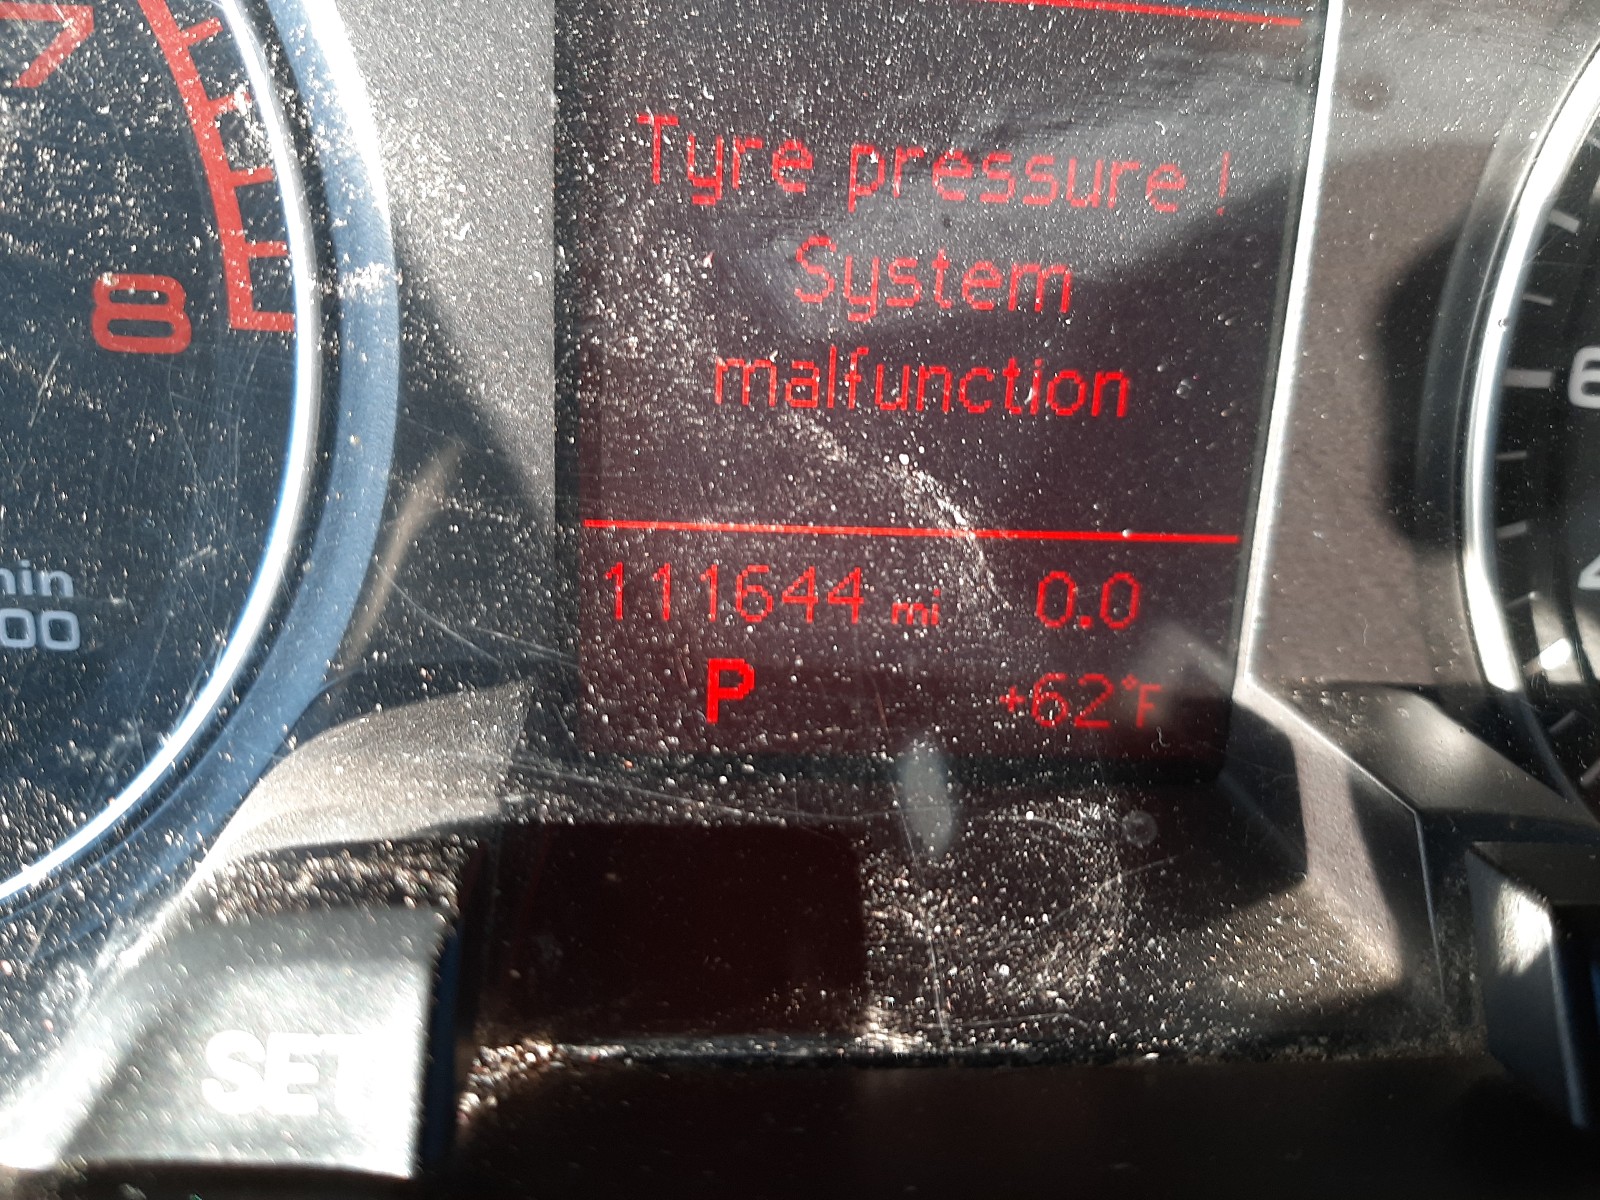 7
8
Tyre pressure !
System
malfunction
111644 mi 0.0
P +62°F
SET